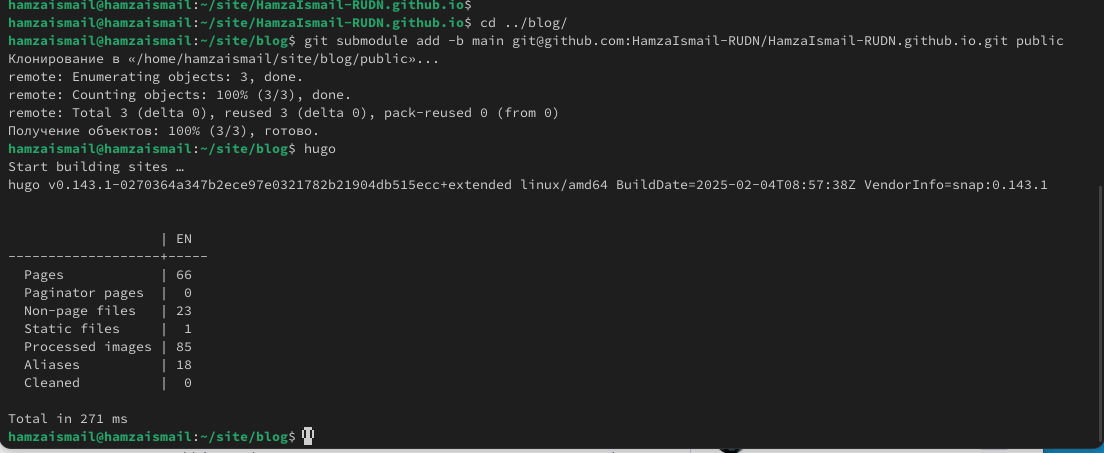 hamzaismail@hamzaismail:~/site/HamzaIsmail-RUDN.github.io$
hamzaismail@hamzaismail:~/site/HamzaIsmail-RUDN.github.io$ cd ../blog/
hamzaismail@hamzaismail:~/site/blog$ git submodule add -b main git@github.com:HamzaIsmail-RUDN/HamzaIsmail-RUDN.github.io.git public
Клонирование в «/home/hamzaismail/site/blog/public»...
remote: Enumerating objects: 3, done.
remote: Counting objects: 100% (3/3), done.
remote: Total 3 (delta 0), reused 3 (delta 0), pack-reused 0 (from 0)
Получение объектов: 100% (3/3), готово.
hamzaismail@hamzaismail:~/site/blog$ hugo
Start building sites …
hugo v0.143.1-0270364a347b2ece97e0321782b21904db515ecc+extended linux/amd64 BuildDate=2025-02-04T08:57:38Z VendorInfo=snap:0.143.1
                   | EN
-------------------+-----
  Pages            | 66
  Paginator pages  |  0
  Non-page files   | 23
  Static files     |  1
  Processed images | 85
  Aliases          | 18
  Cleaned          |  0
Total in 271 ms
hamzaismail@hamzaismail:~/site/blog$